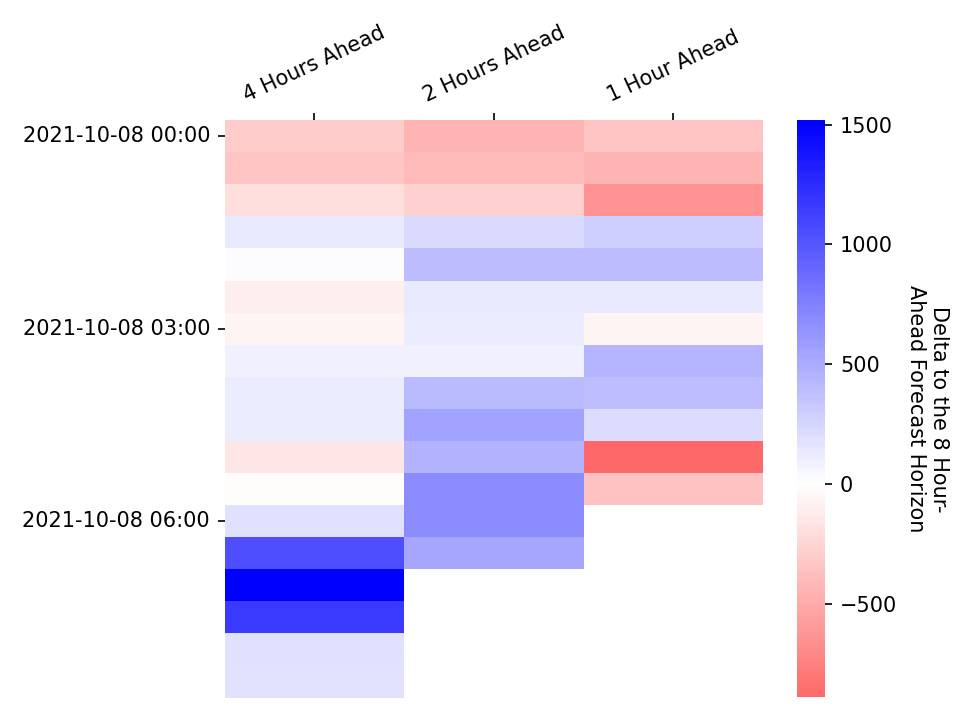 4 Hours Ahead
2 Hours Ahead
1 Hour Ahead
2021-10-08 00:00
2021-10-08 03:00
2021-10-08 06:00
1500
1000
500
0
−500
Delta to the 8 Hour-
Ahead Forecast Horizon